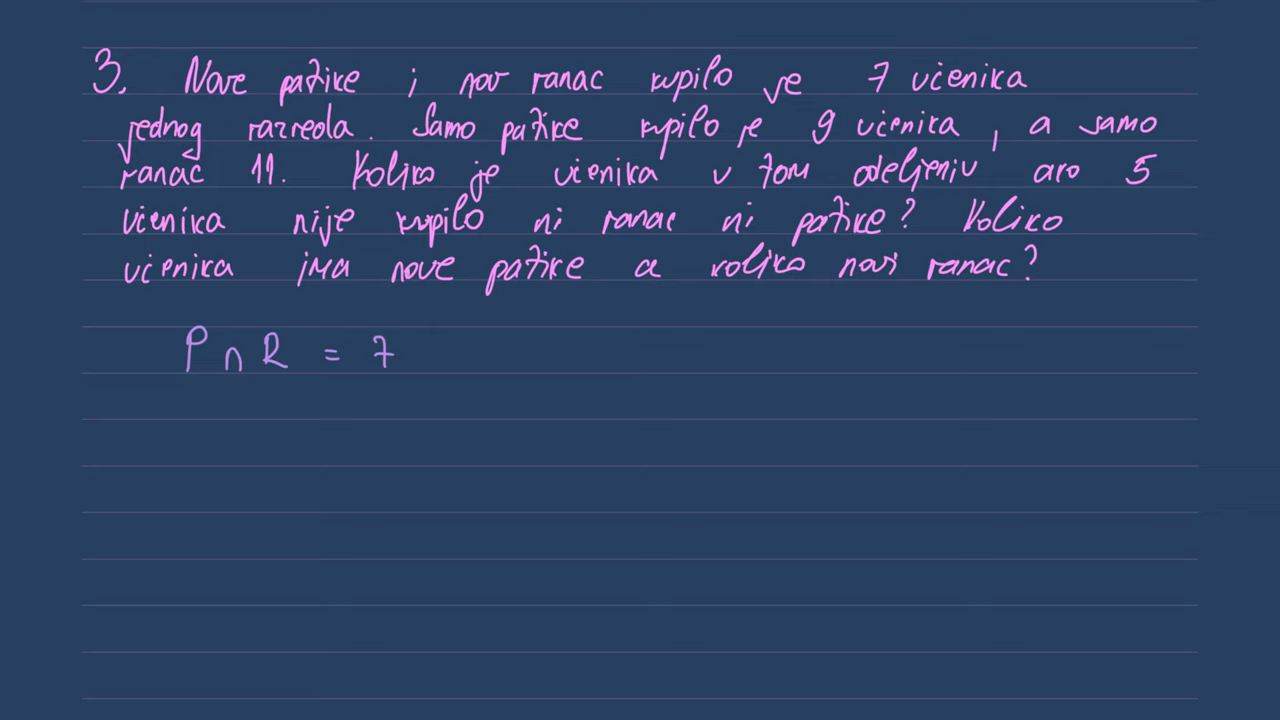 3. Nove patike i nov ranac kupilo je 7 učenika
jednog razreda. Samo patike kupilo je 9 učenika, a samo
ranac 11. Koliko je učenika u tom odeljenju ako 5
učenika nije kupilo ni ranac ni patike? Koliko
učenika ima nove patike a koliko novi ranac?
P ∩ R = 7